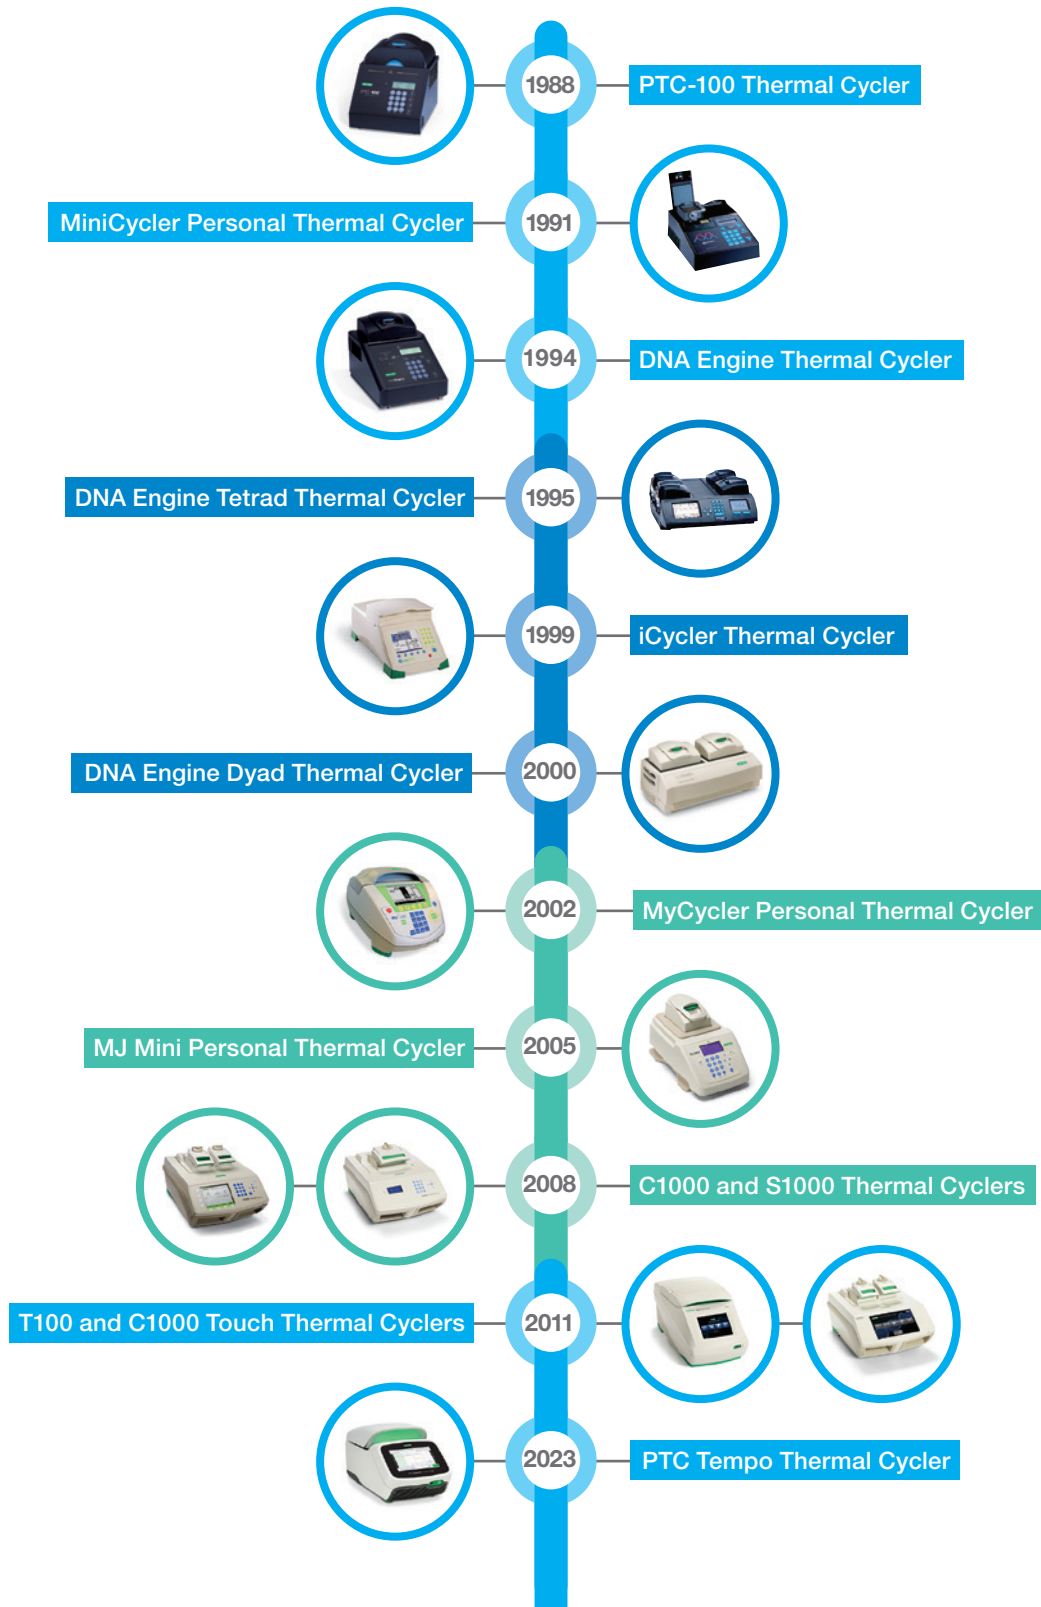 1988
PTC-100 Thermal Cycler
MiniCycler Personal Thermal Cycler
1991
1994
DNA Engine Thermal Cycler
DNA Engine Tetrad Thermal Cycler
1995
1999
iCycler Thermal Cycler
DNA Engine Dyad Thermal Cycler
2000
2002
MyCycler Personal Thermal Cycler
MJ Mini Personal Thermal Cycler
2005
2008
C1000 and S1000 Thermal Cyclers
T100 and C1000 Touch Thermal Cyclers
2011
2023
PTC Tempo Thermal Cycler